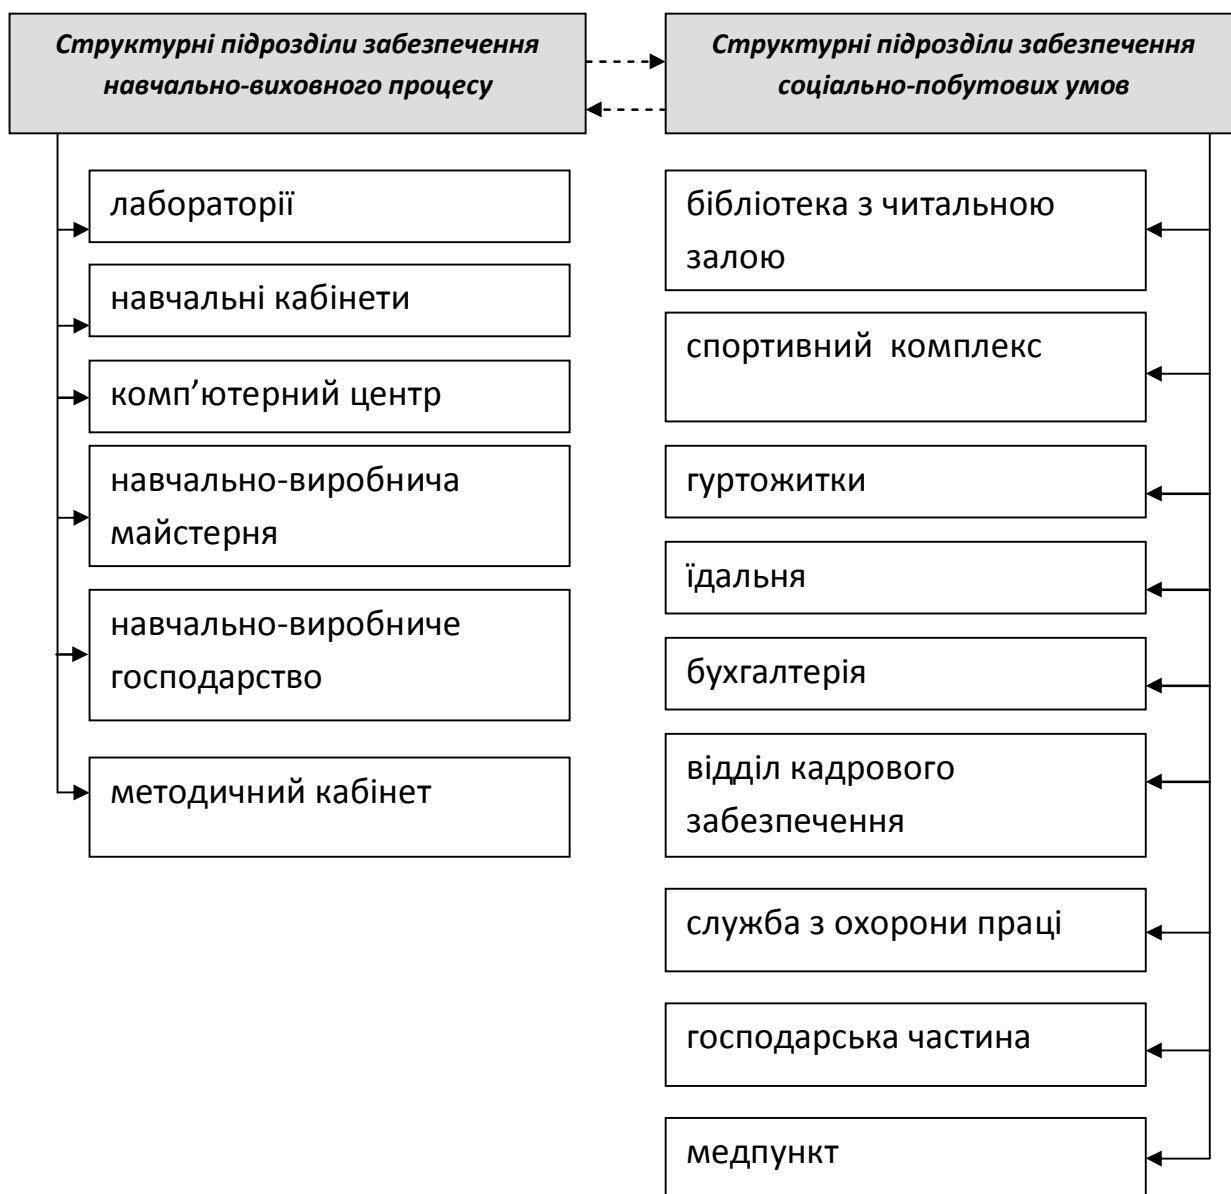 Структурні підрозділи забезпечення
навчально-виховного процесу
Структурні підрозділи забезпечення
соціально-побутових умов
лабораторії
навчальні кабінети
комп’ютерний центр
навчально-виробнича
майстерня
навчально-виробниче
господарство
методичний кабінет
бібліотека з читальною
залою
спортивний  комплекс
гуртожитки
їдальня
бухгалтерія
відділ кадрового
забезпечення
служба з охорони праці
господарська частина
медпункт